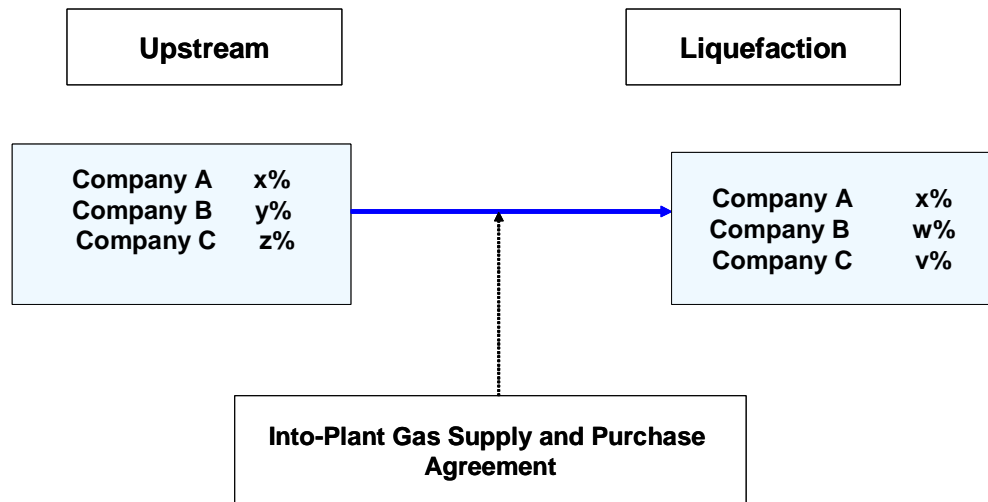 Upstream
Liquefaction
Company A x%
Company B y%
Company C z%
Company A x%
Company B w%
Company C v%
Into-Plant Gas Supply and Purchase
Agreement